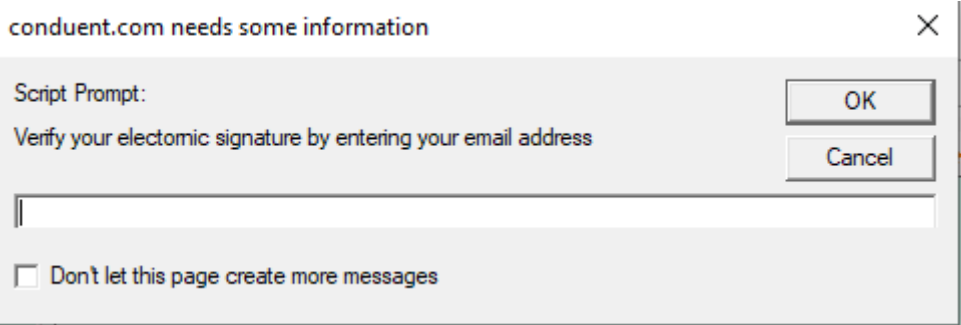 conduent.com needs some information
Script Prompt:
OK
Verify your electornic signature by entering your email address
Cancel
Don't let this page create more messages